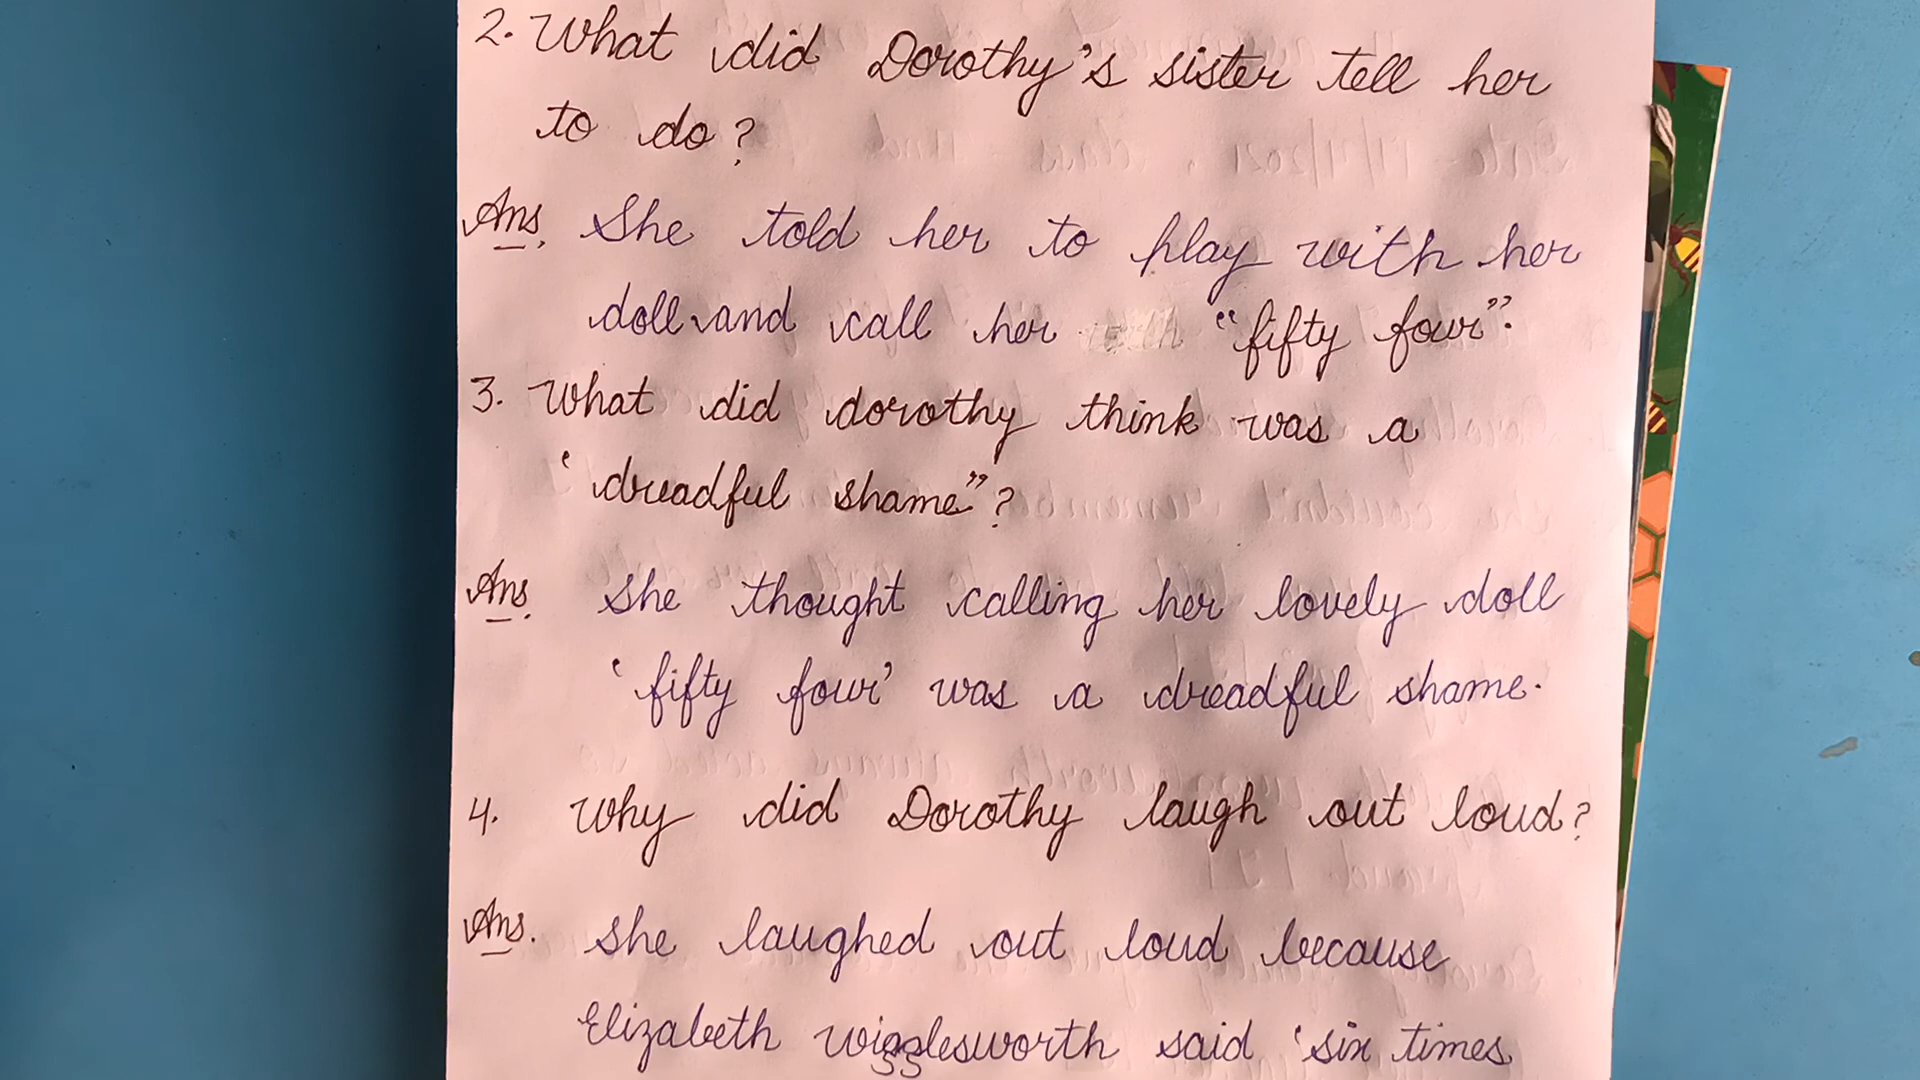 2. What did Dorothy's sister tell her
to do?
Ans. She told her to play with her
doll and call her "fifty four".
3. What did dorothy think was a
'dreadful shame"?
Ans. She thought calling her lovely doll
'fifty four' was a dreadful shame.
4. Why did Dorothy laugh out loud?
Ans. She laughed out loud because
Elizabeth wigglesworth said 'six times